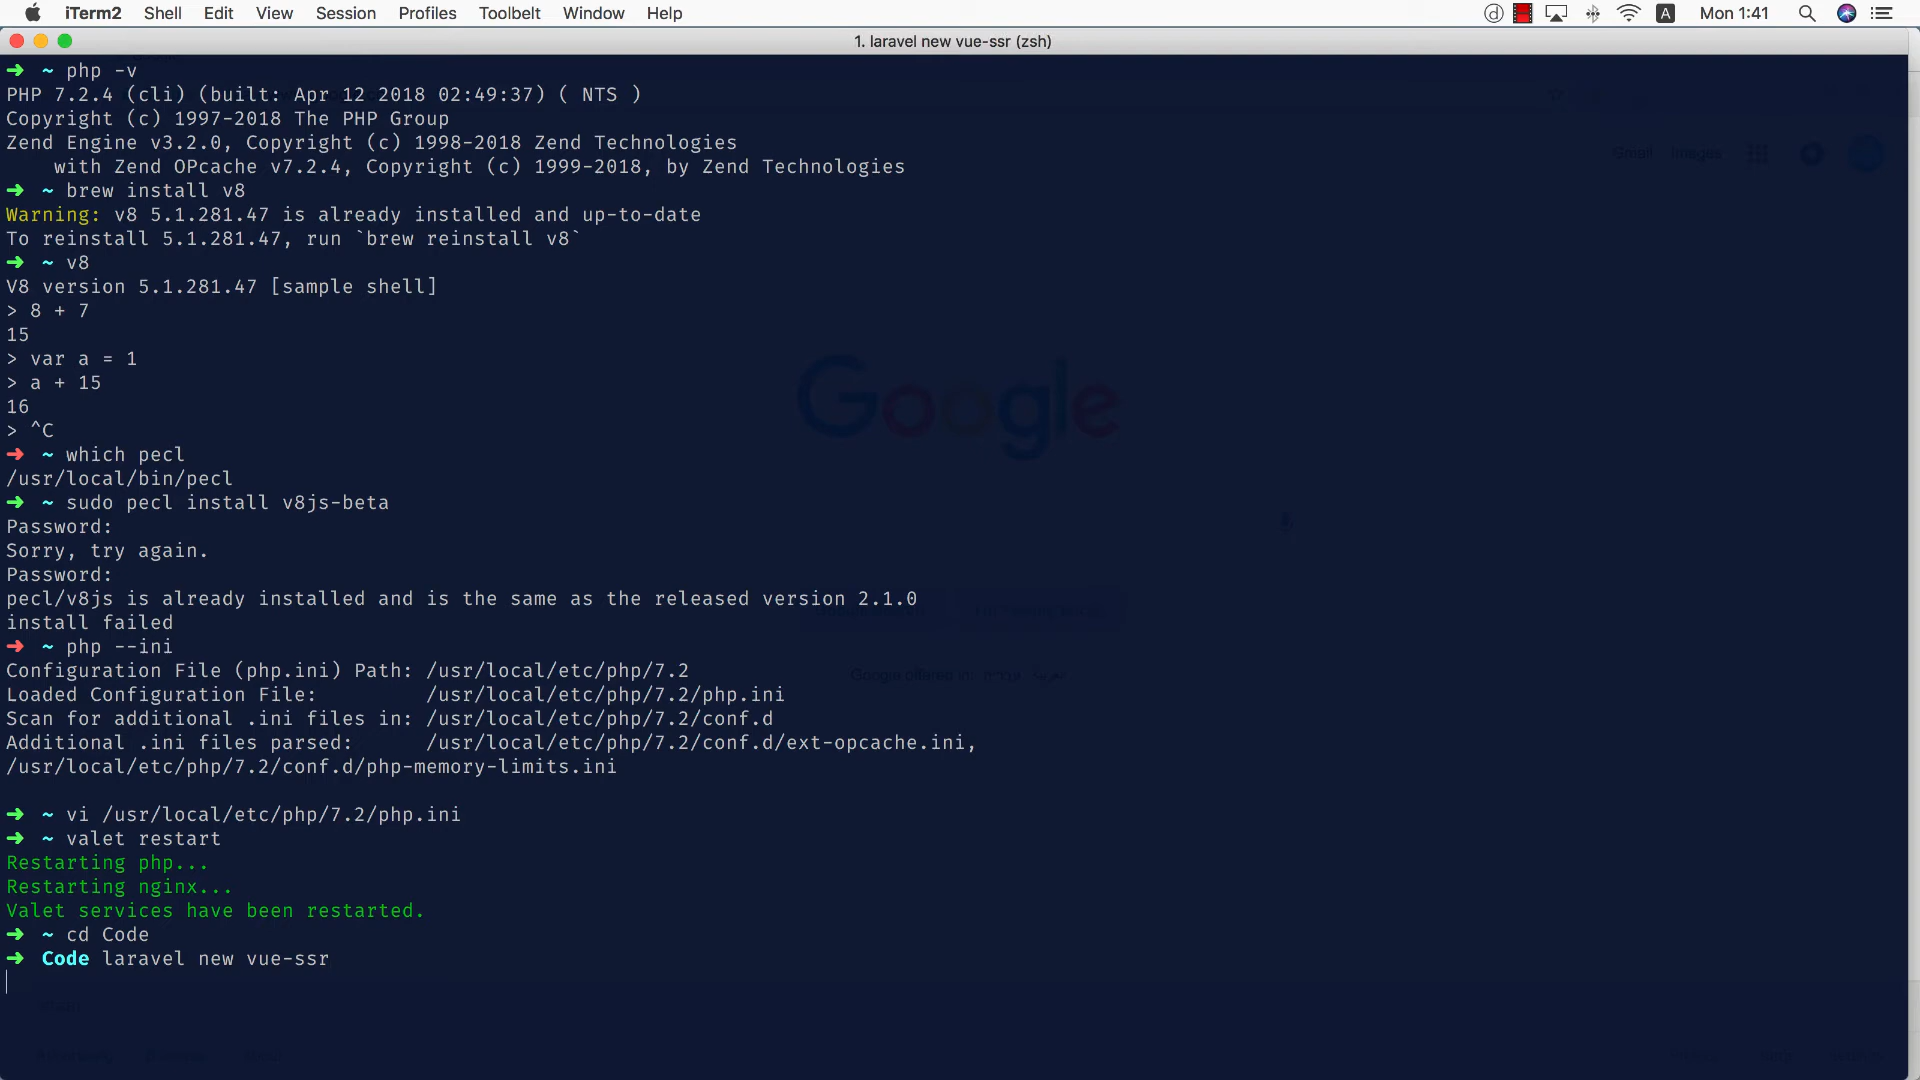 iTerm2 Shell Edit View Session Profiles Toolbelt Window Help
A Mon 1:41
1. laravel new vue-ssr (zsh)
➜ ~ php -v
PHP 7.2.4 (cli) (built: Apr 12 2018 02:49:37) ( NTS )
Copyright (c) 1997-2018 The PHP Group
Zend Engine v3.2.0, Copyright (c) 1998-2018 Zend Technologies
    with Zend OPcache v7.2.4, Copyright (c) 1999-2018, by Zend Technologies
Gmail Images
➜ ~ brew install v8
Warning: v8 5.1.281.47 is already installed and up-to-date
To reinstall 5.1.281.47, run `brew reinstall v8`
➜ ~ v8
V8 version 5.1.281.47 [sample shell]
> 8 + 7
15
> var a = 1
> a + 15
16
Google
> ^C
➜ ~ which pecl
/usr/local/bin/pecl
➜ ~ sudo pecl install v8js-beta
Password:
Sorry, try again.
Password:
pecl/v8js is already installed and is the same as the released version 2.1.0
install failed
➜ ~ php --ini
Configuration File (php.ini) Path: /usr/local/etc/php/7.2
Google offered in: עברית العربية
Loaded Configuration File:         /usr/local/etc/php/7.2/php.ini
Scan for additional .ini files in: /usr/local/etc/php/7.2/conf.d
Additional .ini files parsed:      /usr/local/etc/php/7.2/conf.d/ext-opcache.ini,
/usr/local/etc/php/7.2/conf.d/php-memory-limits.ini
➜ ~ vi /usr/local/etc/php/7.2/php.ini
➜ ~ valet restart
Restarting php...
Restarting nginx...
Valet services have been restarted.
➜ ~ cd Code
➜ Code laravel new vue-ssr